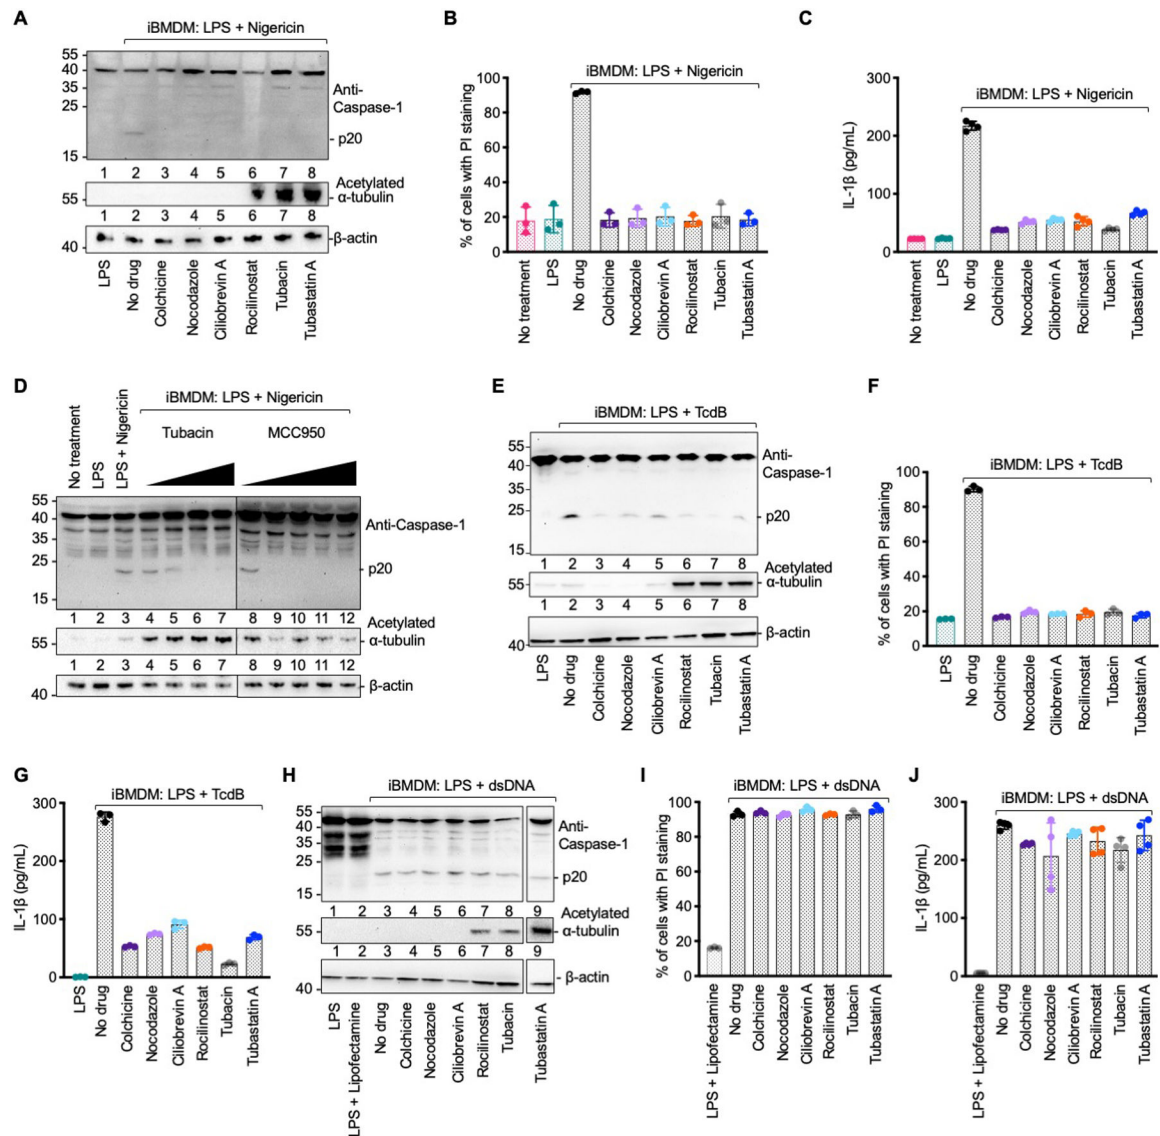 A
iBMDM: LPS + Nigericin
55
40
35
25
15
Anti-
Caspase-1
- p20
1 2 3 4 5 6 7 8
55
Acetylated
α-tubulin
1 2 3 4 5 6 7 8
40
β-actin
LPS
No drug
Colchicine
Nocodazole
Ciliobrevin A
Rocilinostat
Tubacin
Tubastatin A
B
iBMDM: LPS + Nigericin
% of cells with PI staining
100
80
60
40
20
0
No treatment
LPS
No drug
Colchicine
Nocodazole
Ciliobrevin A
Rocilinostat
Tubacin
Tubastatin A
C
iBMDM: LPS + Nigericin
IL-1β (pg/mL)
300
200
100
0
No treatment
LPS
No drug
Colchicine
Nocodazole
Ciliobrevin A
Rocilinostat
Tubacin
Tubastatin A
D
iBMDM: LPS + Nigericin
No treatment
LPS
LPS + Nigericin
Tubacin
MCC950
55
40
35
25
15
Anti-Caspase-1
- p20
1 2 3 4 5 6 7 8 9 10 11 12
55
Acetylated
α-tubulin
1 2 3 4 5 6 7 8 9 10 11 12
40
β-actin
E
iBMDM: LPS + TcdB
55
40
35
25
15
Anti-
Caspase-1
p20
1 2 3 4 5 6 7 8
55
Acetylated
α-tubulin
1 2 3 4 5 6 7 8
40
β-actin
LPS
No drug
Colchicine
Nocodazole
Ciliobrevin A
Rocilinostat
Tubacin
Tubastatin A
F
iBMDM: LPS + TcdB
% of cells with PI staining
100
80
60
40
20
0
LPS
No drug
Colchicine
Nocodazole
Ciliobrevin A
Rocilinostat
Tubacin
Tubastatin A
G
iBMDM: LPS + TcdB
IL-1β (pg/mL)
300
200
100
0
LPS
No drug
Colchicine
Nocodazole
Ciliobrevin A
Rocilinostat
Tubacin
Tubastatin A
H
iBMDM: LPS + dsDNA
55
40
35
25
15
Anti-
Caspase-1
p20
1 2 3 4 5 6 7 8 9
55
Acetylated
α-tubulin
1 2 3 4 5 6 7 8 9
40
β-actin
LPS
LPS + Lipofectamine
No drug
Colchicine
Nocodazole
Ciliobrevin A
Rocilinostat
Tubacin
Tubastatin A
I
iBMDM: LPS + dsDNA
% of cells with PI staining
100
80
60
40
20
0
LPS + Lipofectamine
No drug
Colchicine
Nocodazole
Ciliobrevin A
Rocilinostat
Tubacin
Tubastatin A
J
iBMDM: LPS + dsDNA
IL-1β (pg/mL)
300
200
100
0
LPS + Lipofectamine
No drug
Colchicine
Nocodazole
Ciliobrevin A
Rocilinostat
Tubacin
Tubastatin A